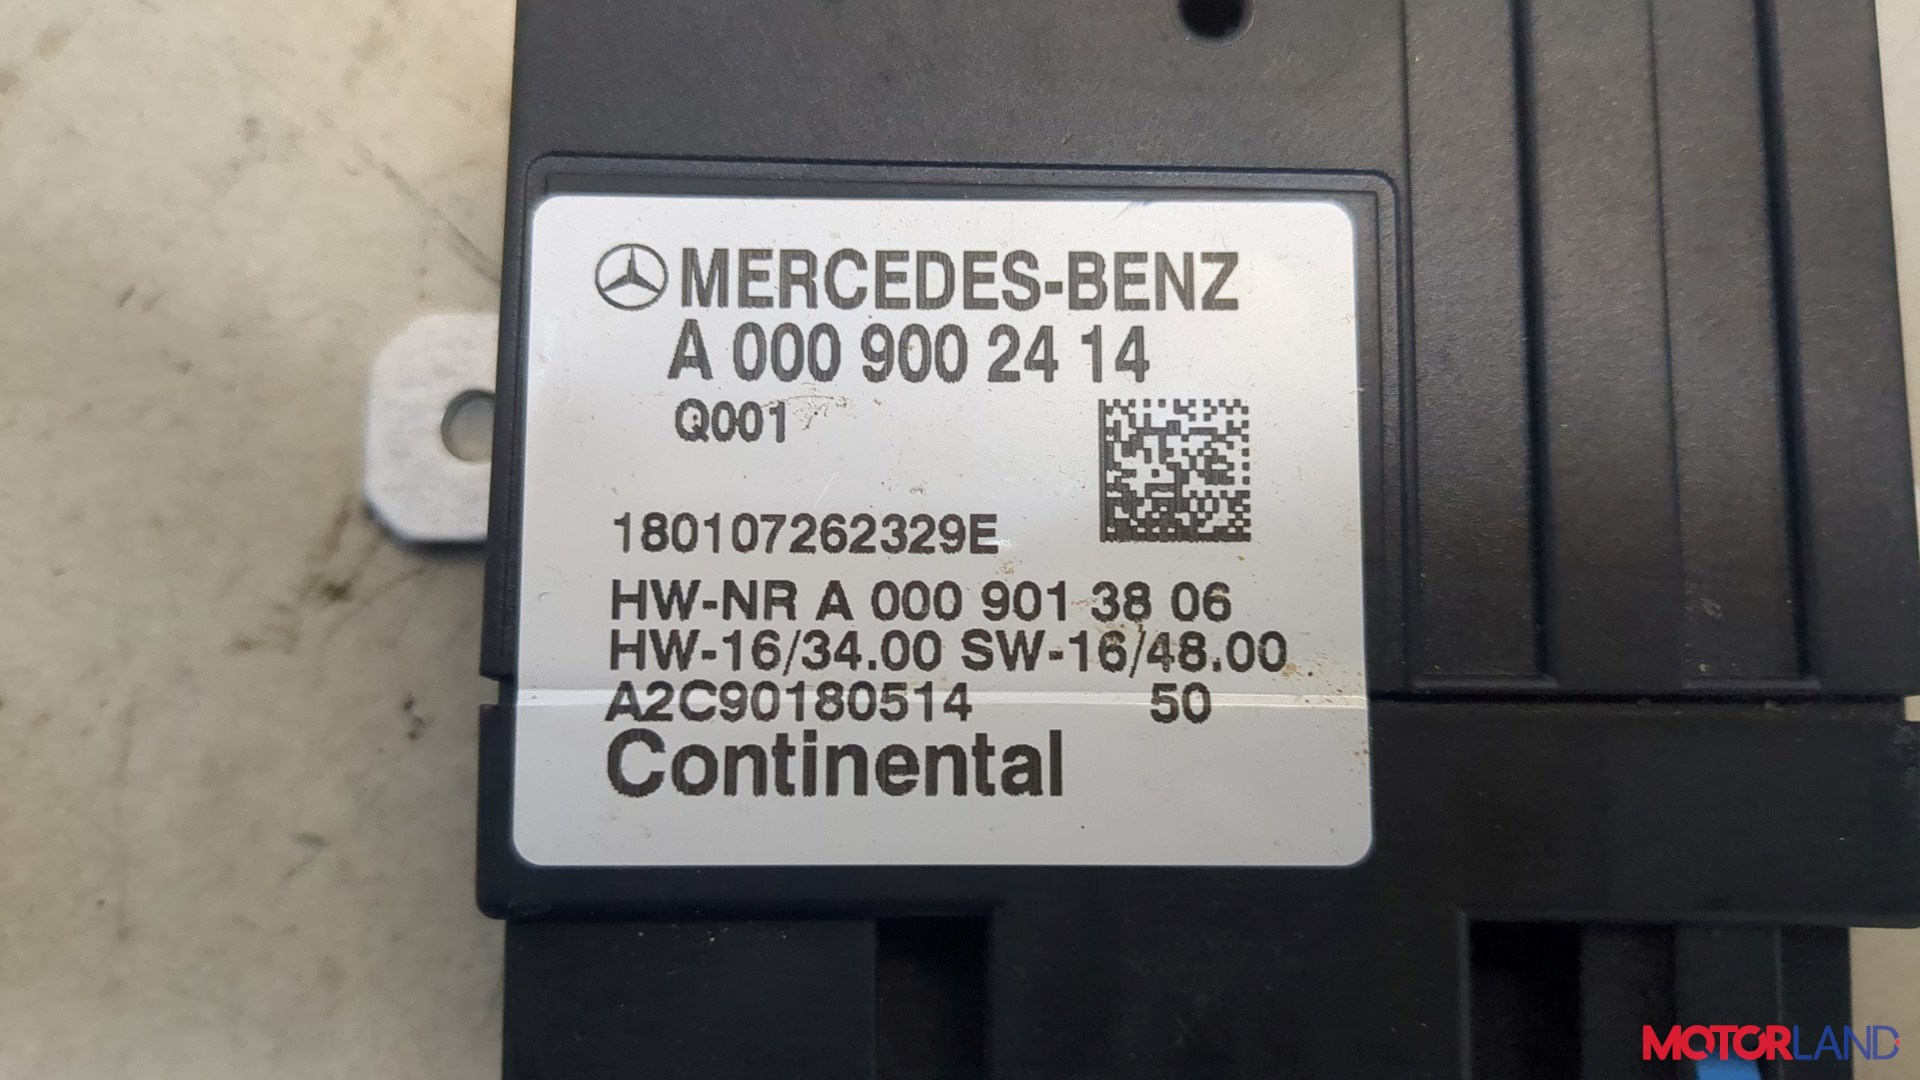 MERCEDES-BENZ
A 000 900 24 14
Q001
180107262329E
HW-NR A 000 901 38 06
HW-16/34.00 SW-16/48.00
A2C90180514 50
Continental
MOTORLAND